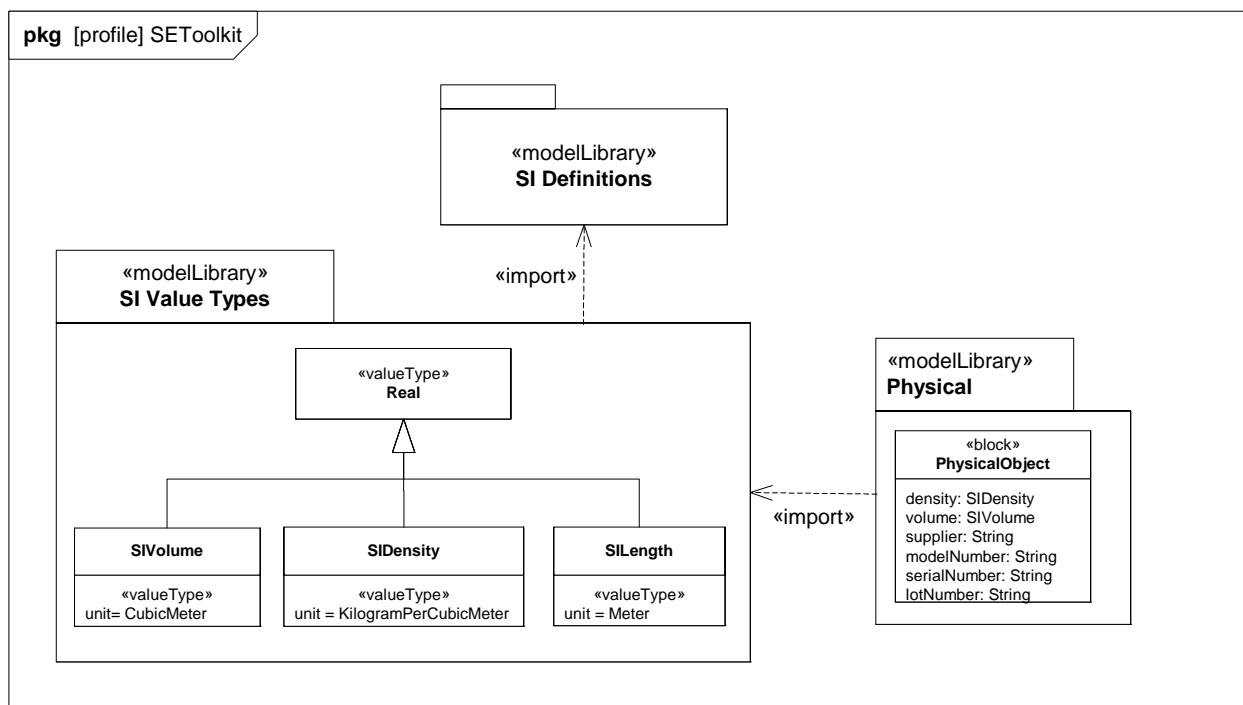 pkg [profile] SEToolkit
«modelLibrary»
SI Definitions
«import»
«modelLibrary»
SI Value Types
«valueType»
Real
SIVolume
«valueType»
unit= CubicMeter
SIDensity
«valueType»
unit = KilogramPerCubicMeter
SILength
«valueType»
unit = Meter
«import»
«modelLibrary»
Physical
«block»
PhysicalObject
density: SIDensity
volume: SIVolume
supplier: String
modelNumber: String
serialNumber: String
lotNumber: String